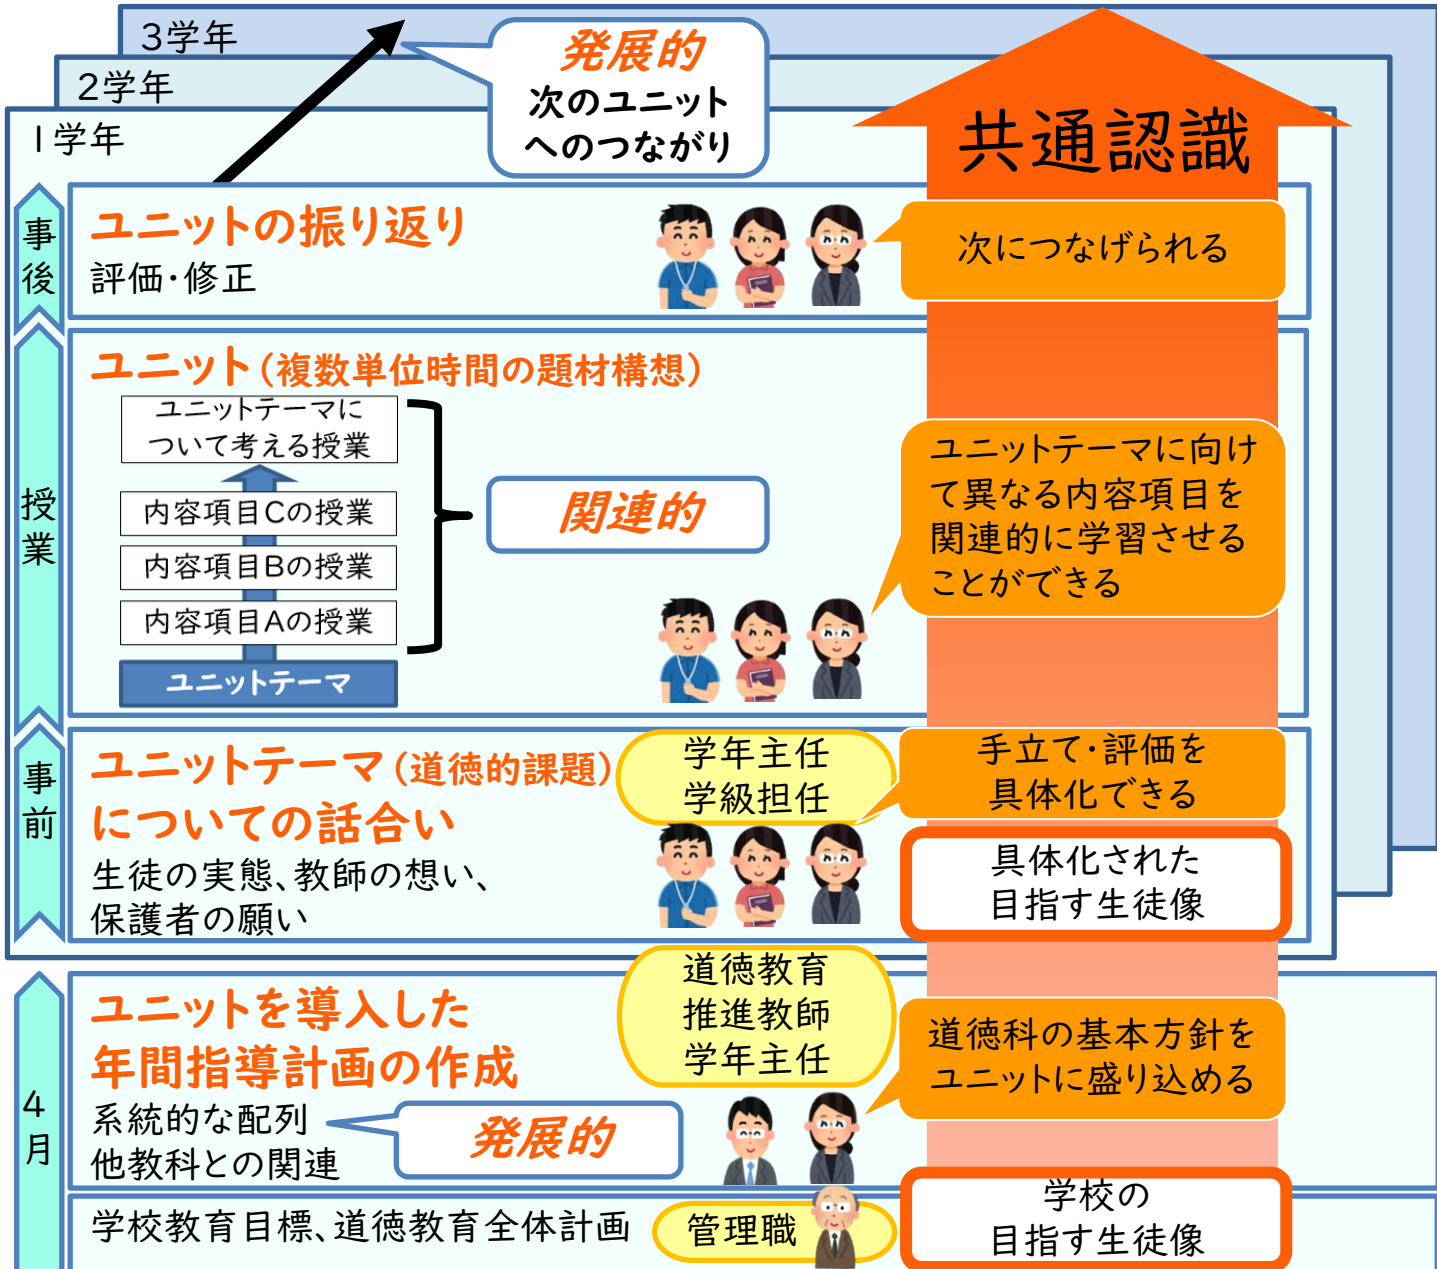 3学年
2学年
1学年
発展的
次のユニット
へのつながり
共通認識
事後
ユニットの振り返り
評価・修正
次につなげられる
授業
ユニット(複数単位時間の題材構想)
ユニットテーマに
ついて考える授業
内容項目Cの授業
内容項目Bの授業
内容項目Aの授業
ユニットテーマ
関連的
ユニットテーマに向け
て異なる内容項目を
関連的に学習させる
ことができる
事前
ユニットテーマ(道徳的課題)
についての話合い
生徒の実態、教師の想い、
保護者の願い
学年主任
学級担任
手立て・評価を
具体化できる
具体化された
目指す生徒像
4月
ユニットを導入した
年間指導計画の作成
系統的な配列
他教科との関連
発展的
道徳教育
推進教師
学年主任
道徳科の基本方針を
ユニットに盛り込める
学校教育目標、道徳教育全体計画
管理職
学校の
目指す生徒像